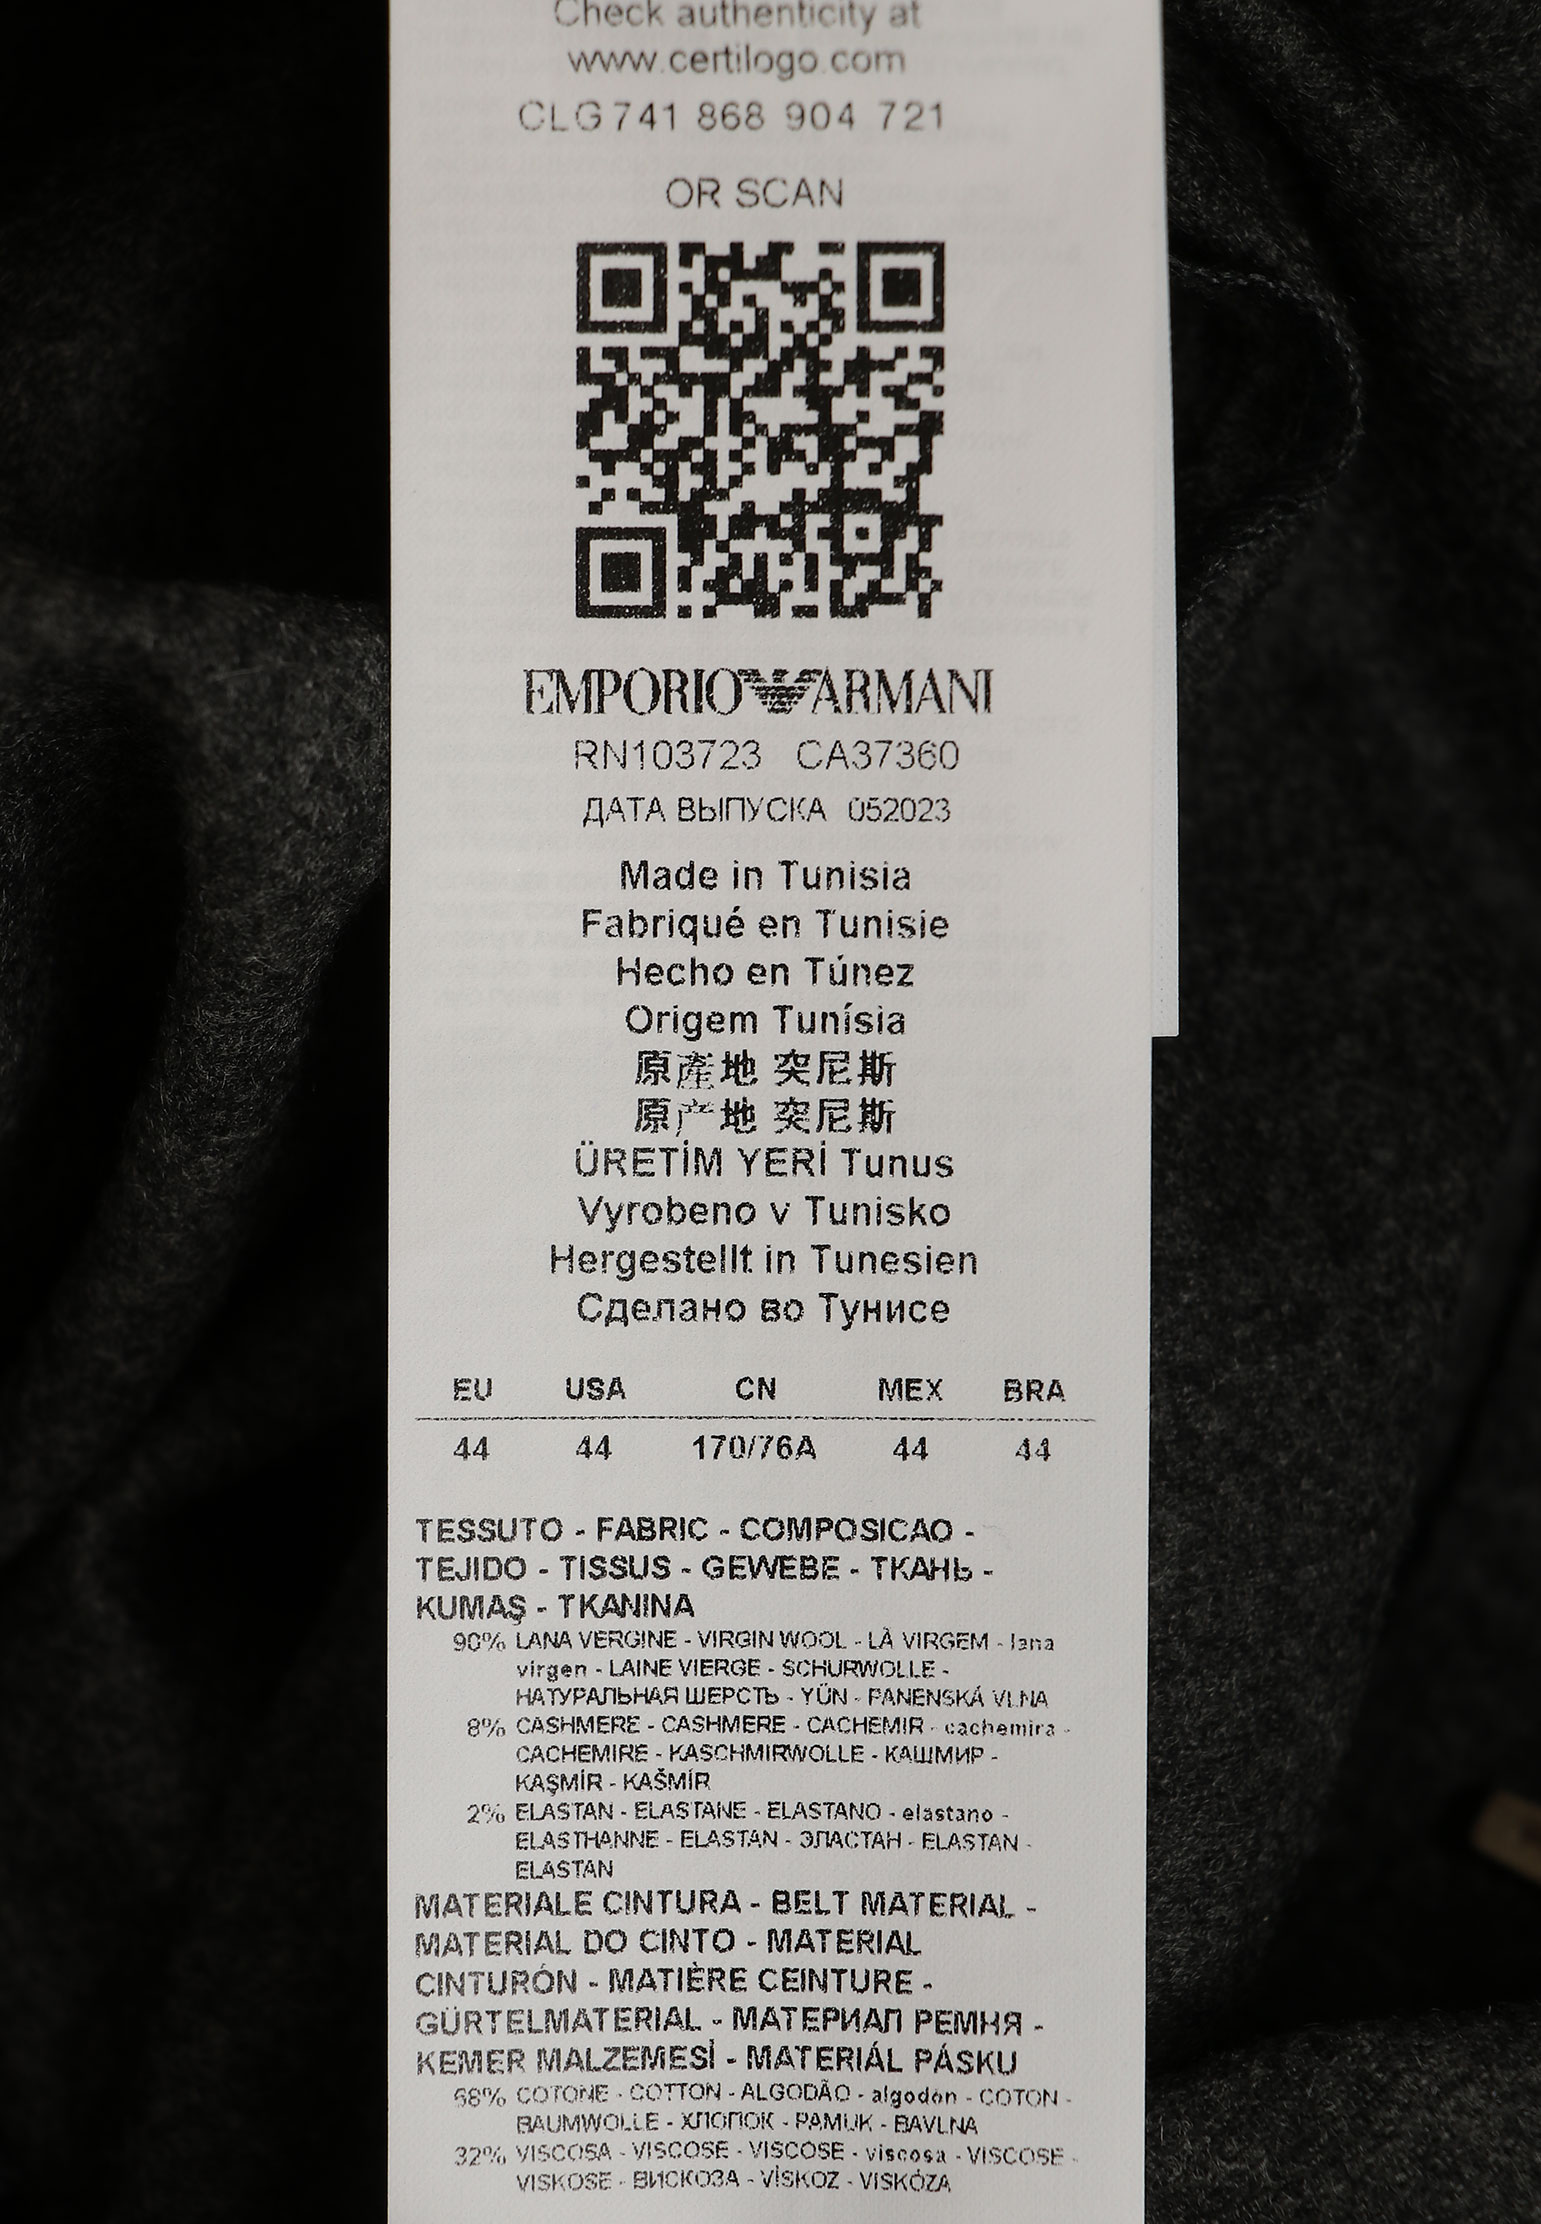 Check authenticity at
www.certilogo.com
CLG 741 868 904 721
OR SCAN
EMPORIO ARMANI
RN103723 CA37360
ДАТА ВЫПУСКА 052023
Made in Tunisia
Fabriqué en Tunisie
Hecho en Túnez
Origem Tunísia
原產地 突尼斯
原产地 突尼斯
ÜRETİM YERİ Tunus
Vyrobeno v Tunisko
Hergestellt in Tunesien
Сделано во Тунисе
EU USA CN MEX BRA
44 44 170/76A 44 44
TESSUTO - FABRIC - COMPOSICAO -
TEJIDO - TISSUS - GEWEBE - ТКАНЬ -
KUMAŞ - TKANINA
90% LANA VERGINE - VIRGIN WOOL - LÀ VIRGEM - lana
virgen - LAINE VIERGE - SCHURWOLLE -
НАТУРАЛЬНАЯ ШЕРСТЬ - YÜN - PANENSKÁ VLNA
8% CASHMERE - CASHMERE - CACHEMIR - cachemira -
CACHEMIRE - KASCHMIRWOLLE - КАШМИР -
KAŞMİR - KAŠMÍR
2% ELASTAN - ELASTANE - ELASTANO - elastano -
ELASTHANNE - ELASTAN - ЭЛАСТАН - ELASTAN -
ELASTAN
MATERIALE CINTURA - BELT MATERIAL -
MATERIAL DO CINTO - MATERIAL
CINTURÓN - MATIÈRE CEINTURE -
GÜRTELMATERIAL - МАТЕРИАЛ РЕМНЯ -
KEMER MALZEMESİ - MATERIÁL PÁSKU
68% COTONE - COTTON - ALGODÃO - algodón - COTON -
BAUMWOLLE - ХЛОПОК - PAMUK - BAVLNA
32% VISCOSA - VISCOSE - VISCOSE - viscosa - VISCOSE -
VISKOSE - ВИСКОЗА - VİSKOZ - VISKÓZA